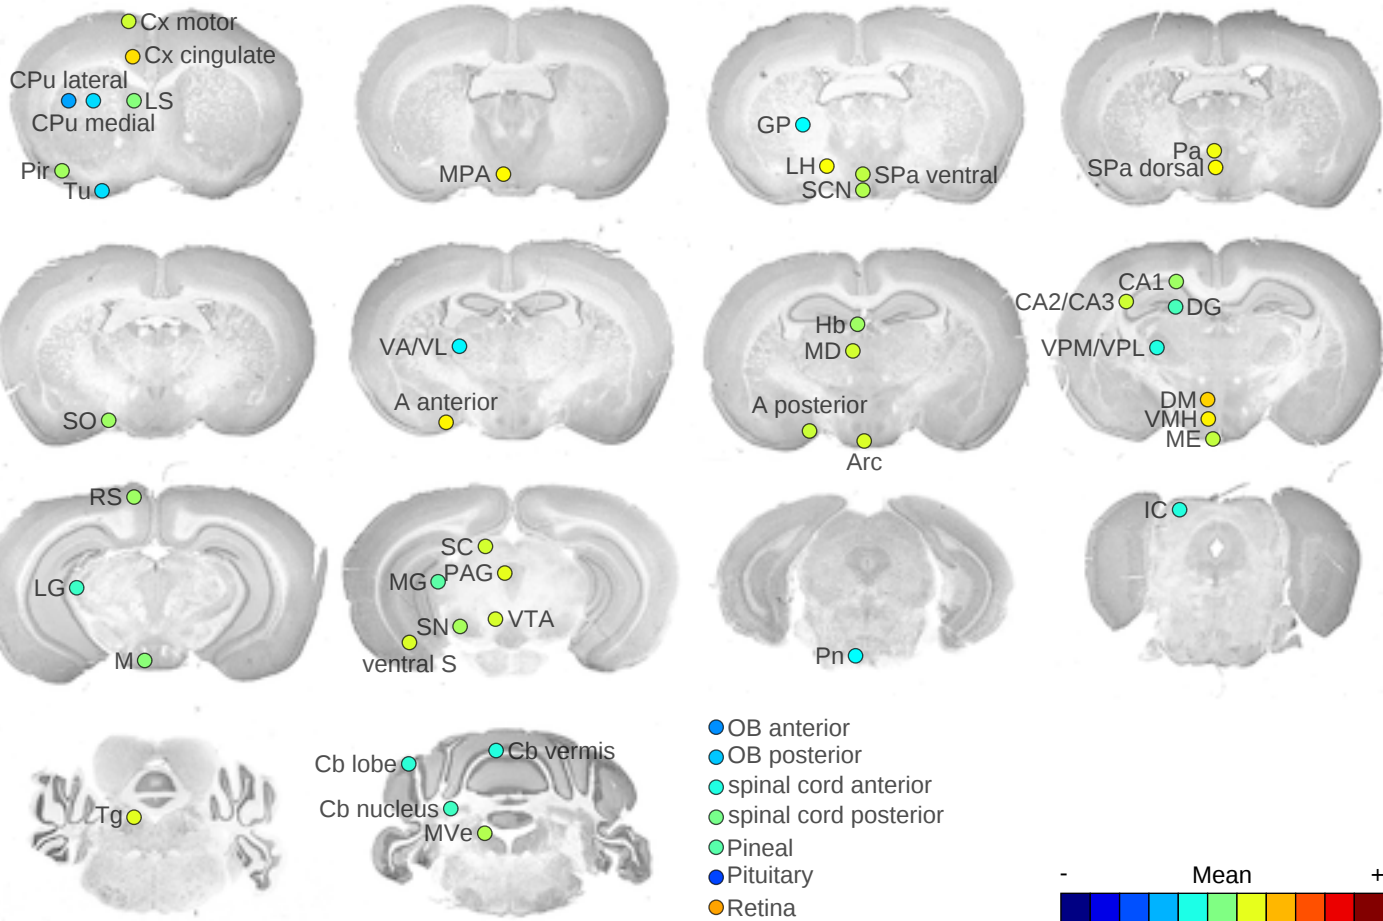 Cx motor
Cx cingulate
CPu lateral
LS
CPu medial
Pir
Tu
MPA
GP
LH
SPa ventral
SCN
Pa
SPa dorsal
SO
VA/VL
A anterior
Hb
MD
A posterior
Arc
CA1
CA2/CA3
DG
VPM/VPL
DM
VMH
ME
RS
LG
M
SC
MG
PAG
SN
VTA
ventral S
Pn
IC
Tg
Cb lobe
Cb vermis
Cb nucleus
MVe
OB anterior
OB posterior
spinal cord anterior
spinal cord posterior
Pineal
Pituitary
Retina
- Mean +